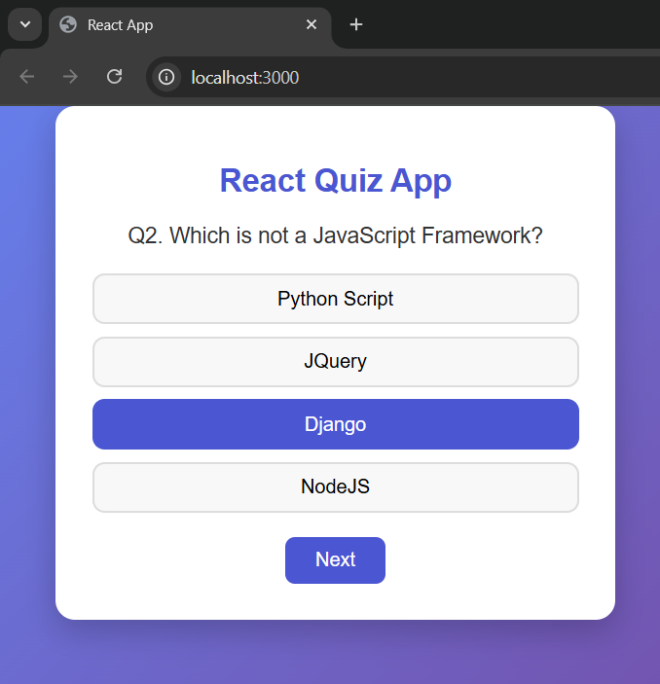 React App
localhost:3000
React Quiz App
Q2. Which is not a JavaScript Framework?
Python Script
JQuery
Django
NodeJS
Next